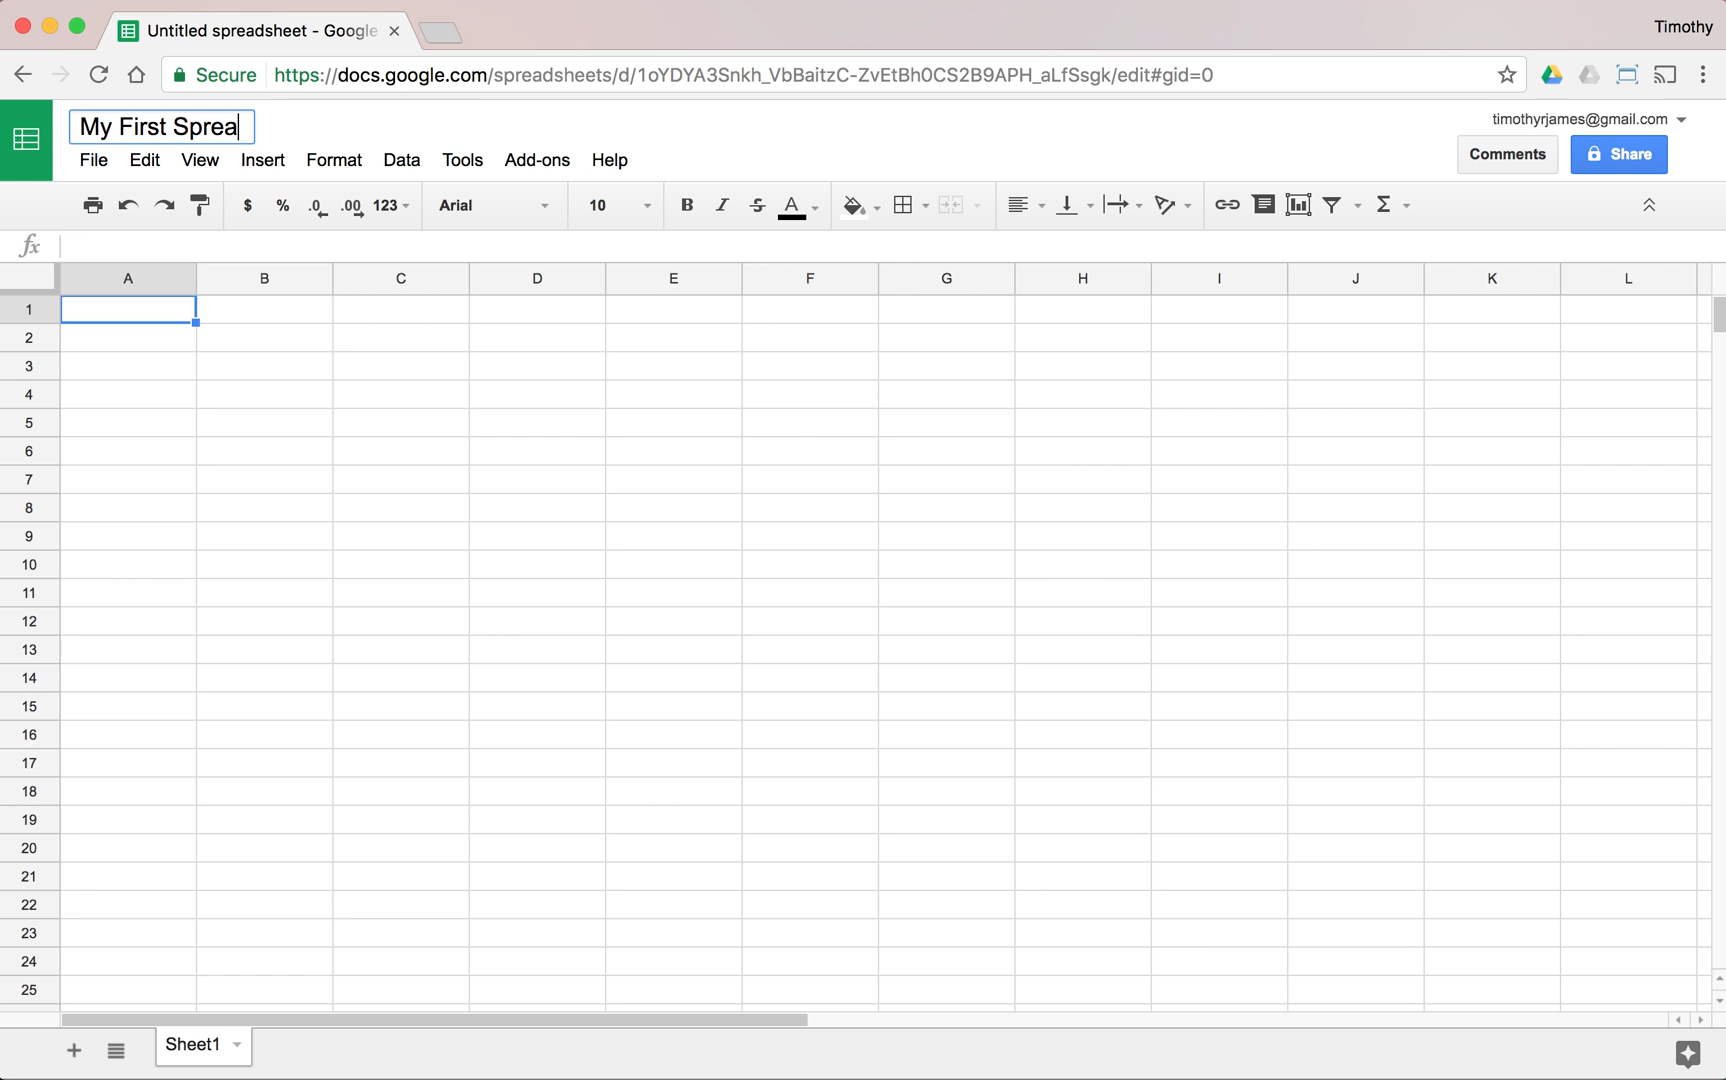 Untitled spreadsheet - Google
Timothy
Secure https://docs.google.com/spreadsheets/d/1oYDYA3Snkh_VbBaitzC-ZvEtBh0CS2B9APH_aLfSsgk/edit#gid=0
My First Sprea
timothyrjames@gmail.com
File Edit View Insert Format Data Tools Add-ons Help
Comments Share
$ % .0 .00 123 Arial 10 B I S A Σ
fx
A B C D E F G H I J K L
1
2
3
4
5
6
7
8
9
10
11
12
13
14
15
16
17
18
19
20
21
22
23
24
25
+ Sheet1